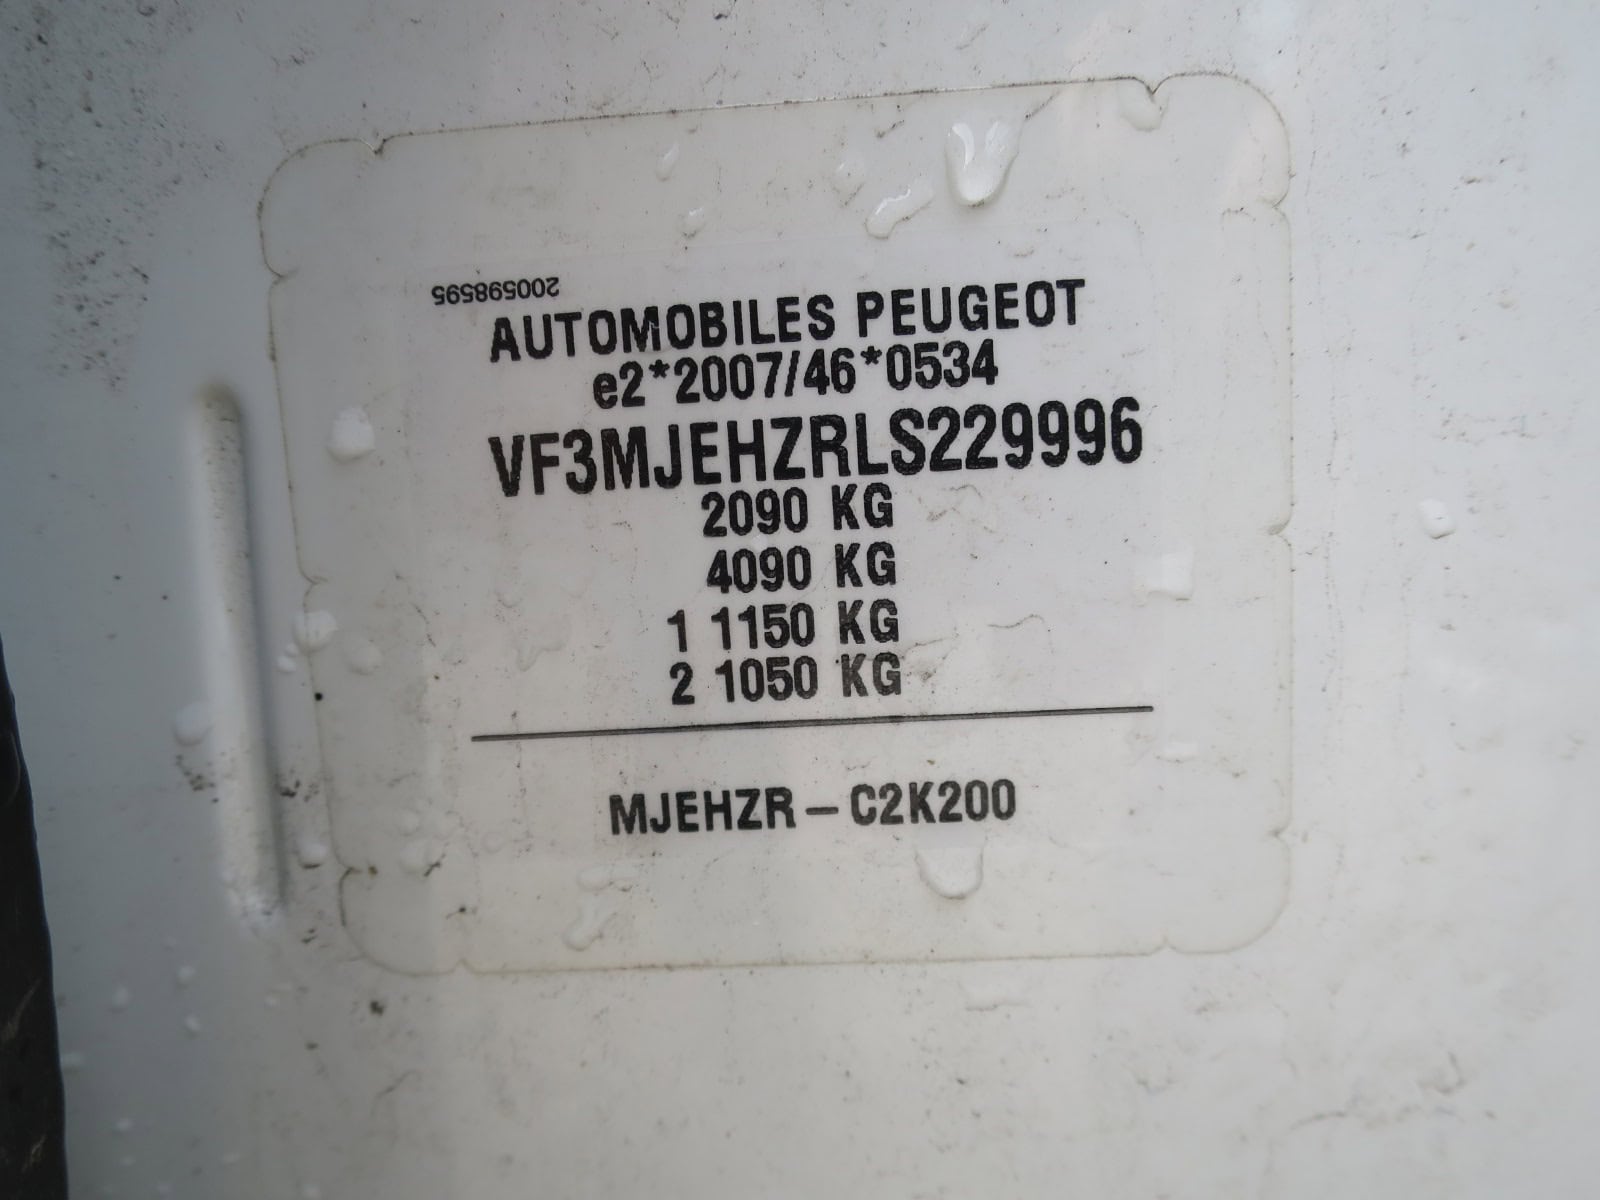 200598595
AUTOMOBILES PEUGEOT
e2*2007/46*0534
VF3MJEHZRLS229996
2090 KG
4090 KG
1 1150 KG
2 1050 KG
MJEHZR – C2K200